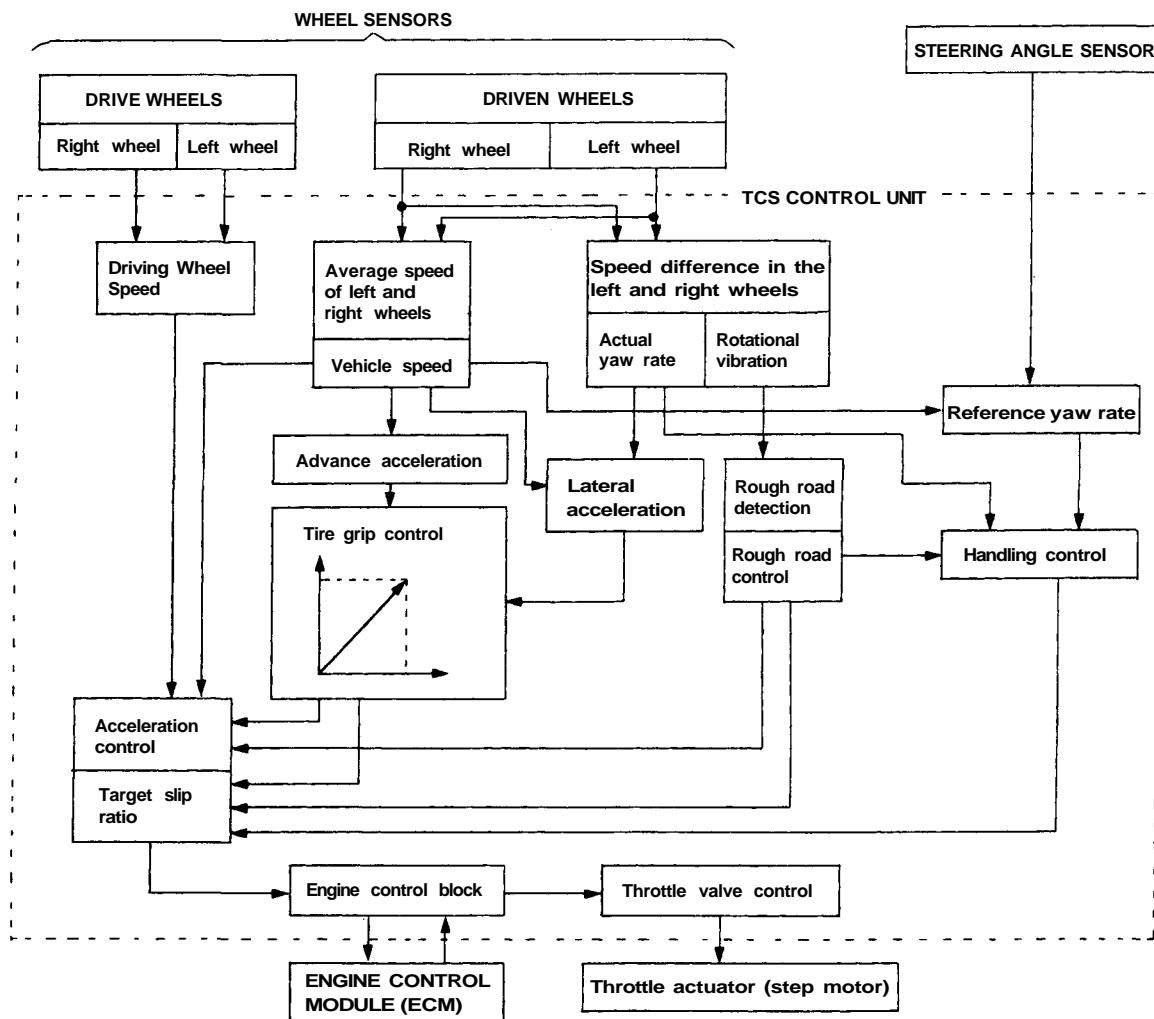 WHEEL SENSORS
STEERING ANGLE SENSOR
DRIVE WHEELS
Right wheel
Left wheel
DRIVEN WHEELS
Right wheel
Left wheel
TCS CONTROL UNIT
Driving Wheel
Speed
Average speed
of left and
right wheels
Vehicle speed
Speed difference in the
left and right wheels
Actual
yaw rate
Rotational
vibration
Reference yaw rate
Advance acceleration
Lateral
acceleration
Rough road
detection
Rough road
control
Handling control
Tire grip control
Acceleration
control
Target slip
ratio
Engine control block
Throttle valve control
ENGINE CONTROL
MODULE (ECM)
Throttle actuator (step motor)